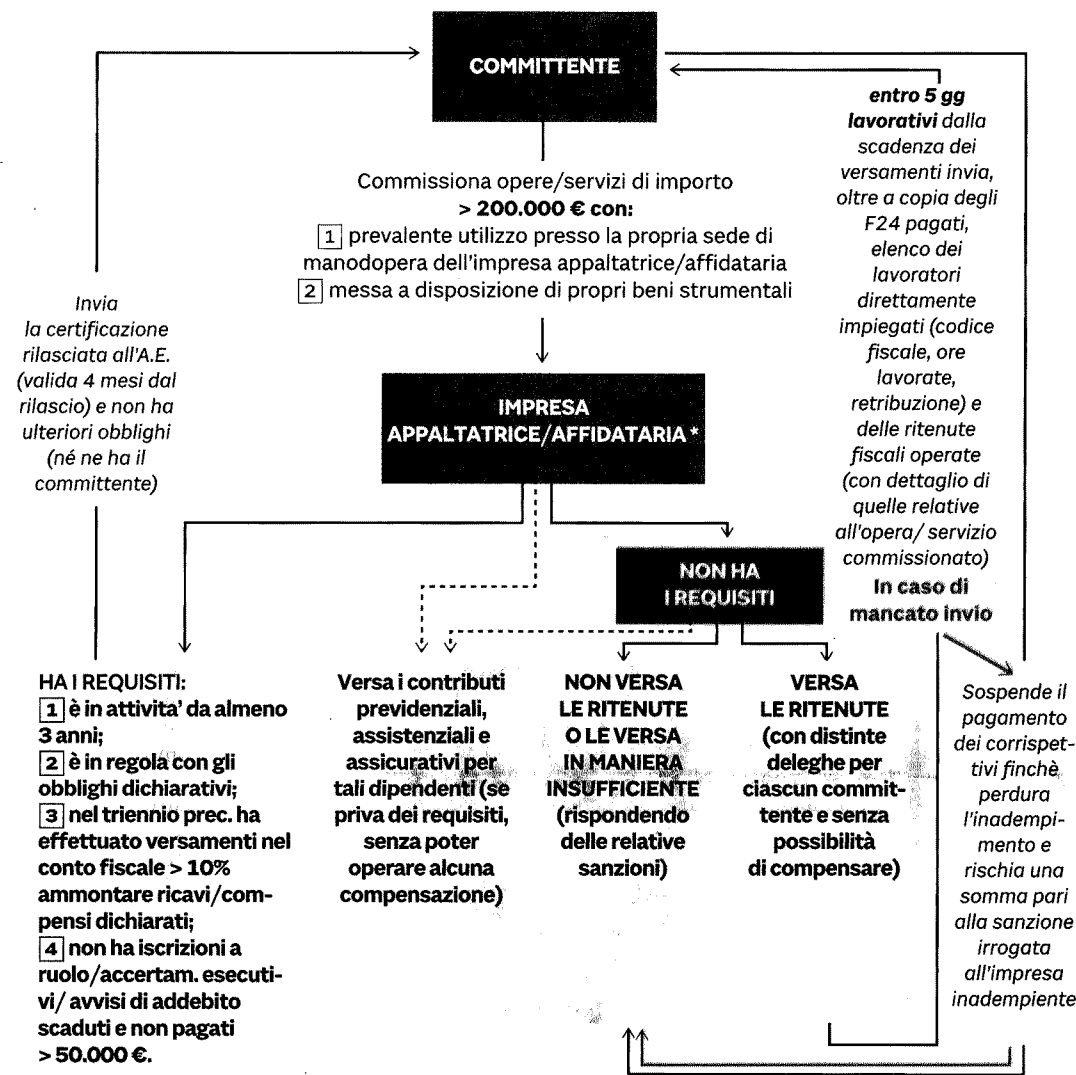 COMMITTENTE
Commissiona opere/servizi di importo
> 200.000 € con:
1 prevalente utilizzo presso la propria sede di
manodopera dell'impresa appaltatrice/affidataria
2 messa a disposizione di propri beni strumentali
entro 5 gg
lavorativi dalla
scadenza dei
versamenti invia,
oltre a copia degli
F24 pagati,
elenco dei
lavoratori
direttamente
impiegati (codice
fiscale, ore
lavorate,
retribuzione) e
delle ritenute
fiscali operate
(con dettaglio di
quelle relative
all'opera/ servizio
commissionato)
In caso di
mancato invio
Invia
la certificazione
rilasciata all'A.E.
(valida 4 mesi dal
rilascio) e non ha
ulteriori obblighi
(né ne ha il
committente)
IMPRESA
APPALTATRICE/AFFIDATARIA *
NON HA
I REQUISITI
HA I REQUISITI:
1 è in attivita' da almeno
3 anni;
2 è in regola con gli
obblighi dichiarativi;
3 nel triennio prec. ha
effettuato versamenti nel
conto fiscale > 10%
ammontare ricavi/com-
pensi dichiarati;
4 non ha iscrizioni a
ruolo/accertam. esecuti-
vi/ avvisi di addebito
scaduti e non pagati
> 50.000 €.
Versa i contributi
previdenziali,
assistenziali e
assicurativi per
tali dipendenti (se
priva dei requisiti,
senza poter
operare alcuna
compensazione)
NON VERSA
LE RITENUTE
O LE VERSA
IN MANIERA
INSUFFICIENTE
(rispondendo
delle relative
sanzioni)
VERSA
LE RITENUTE
(con distinte
deleghe per
ciascun commit-
tente e senza
possibilità
di compensare)
Sospende il
pagamento
dei corrispet-
tivi finchè
perdura
l'inadempi-
mento e
rischia una
somma pari
alla sanzione
irrogata
all'impresa
inadempiente